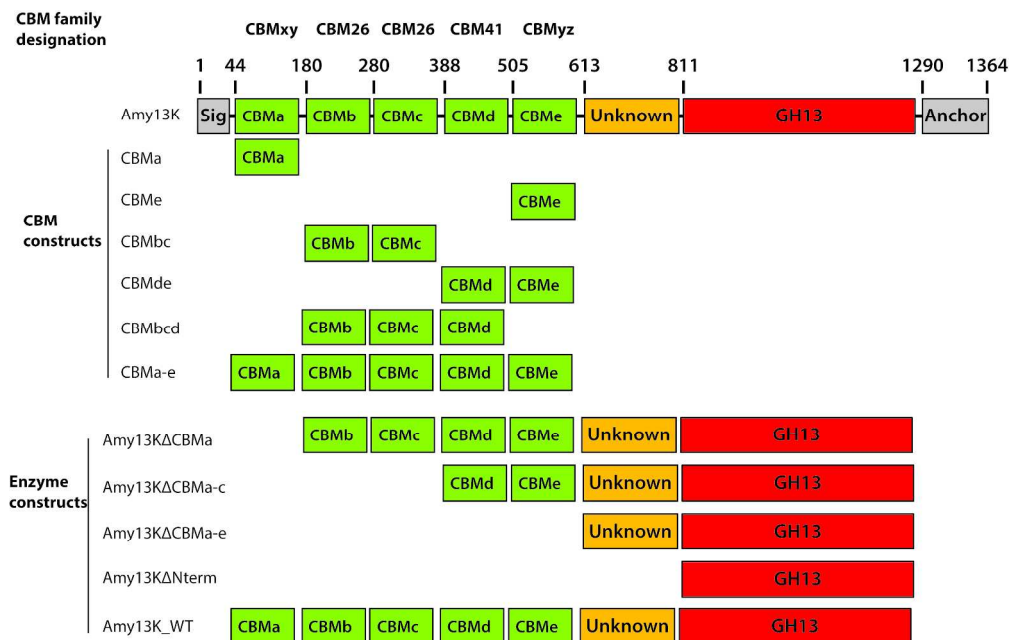 CBM family
designation
CBMxy CBM26 CBM26 CBM41 CBMyz
1 44 180 280 388 505 613 811 1290 1364
Amy13K Sig CBMa CBMb CBMc CBMd CBMe Unknown GH13 Anchor
CBM
constructs
CBMa CBMa
CBMe CBMe
CBMbc CBMb CBMc
CBMde CBMd CBMe
CBMbcd CBMb CBMc CBMd
CBMa-e CBMa CBMb CBMc CBMd CBMe
Enzyme
constructs
Amy13KΔCBMa CBMb CBMc CBMd CBMe Unknown GH13
Amy13KΔCBMa-c CBMd CBMe Unknown GH13
Amy13KΔCBMa-e Unknown GH13
Amy13KΔNterm GH13
Amy13K_WT CBMa CBMb CBMc CBMd CBMe Unknown GH13